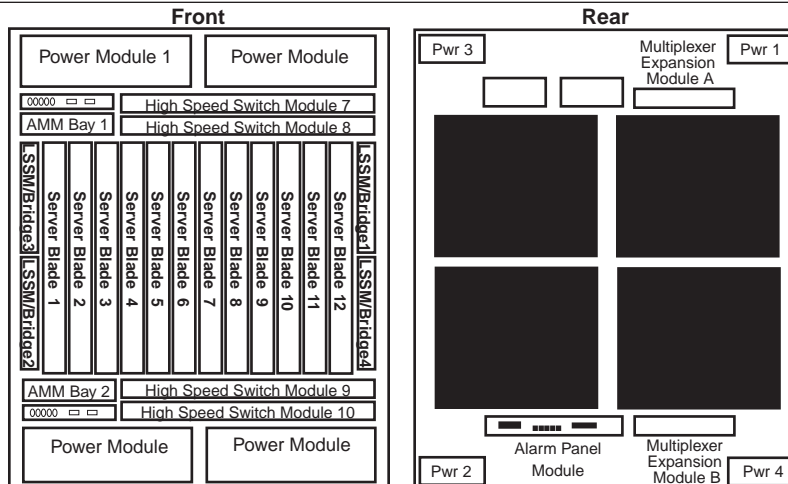 Front
Power Module 1
Power Module
00000
High Speed Switch Module 7
AMM Bay 1
High Speed Switch Module 8
LSSM/Bridge3
LSSM/Bridge2
Server Blade 1
Server Blade 2
Server Blade 3
Server Blade 4
Server Blade 5
Server Blade 6
Server Blade 7
Server Blade 8
Server Blade 9
Server Blade 10
Server Blade 11
Server Blade 12
LSSM/Bridge1
LSSM/Bridge4
AMM Bay 2
High Speed Switch Module 9
00000
High Speed Switch Module 10
Power Module
Power Module
Rear
Pwr 3
Multiplexer
Expansion
Module A
Pwr 1
Pwr 2
Alarm Panel
Module
Multiplexer
Expansion
Module B
Pwr 4